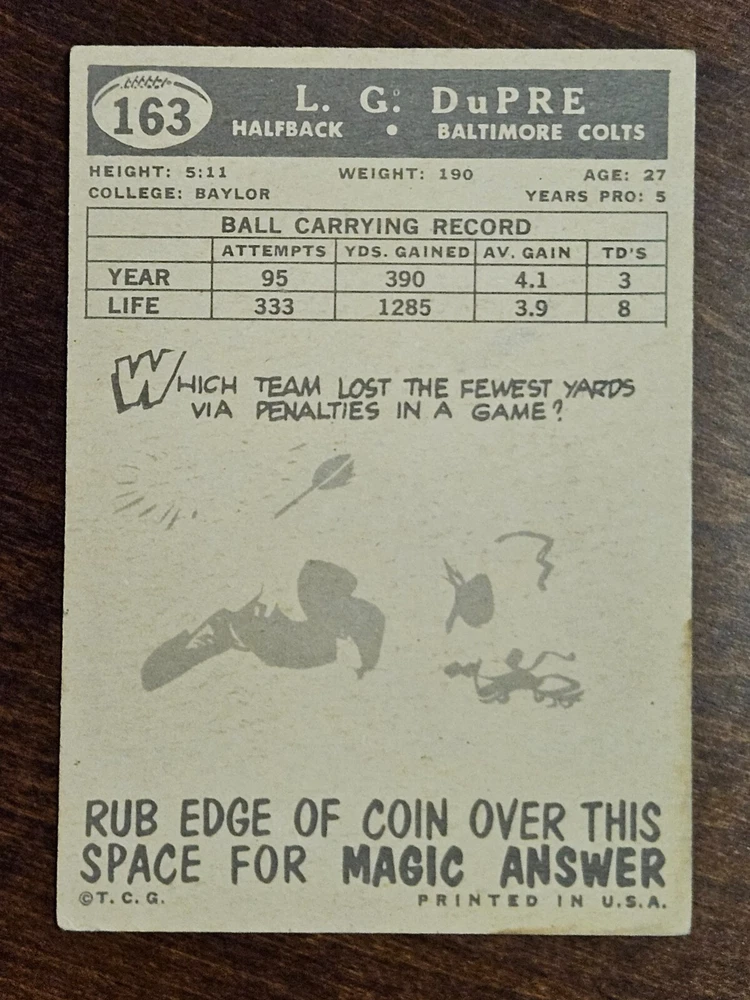 163
L. G. DuPRE
HALFBACK • BALTIMORE COLTS
HEIGHT: 5:11 WEIGHT: 190 AGE: 27
COLLEGE: BAYLOR YEARS PRO: 5
BALL CARRYING RECORD
ATTEMPTS YDS. GAINED AV. GAIN TD'S
YEAR 95 390 4.1 3
LIFE 333 1285 3.9 8
WHICH TEAM LOST THE FEWEST YARDS
VIA PENALTIES IN A GAME?
RUB EDGE OF COIN OVER THIS
SPACE FOR MAGIC ANSWER
©T. C. G. PRINTED IN U.S.A.